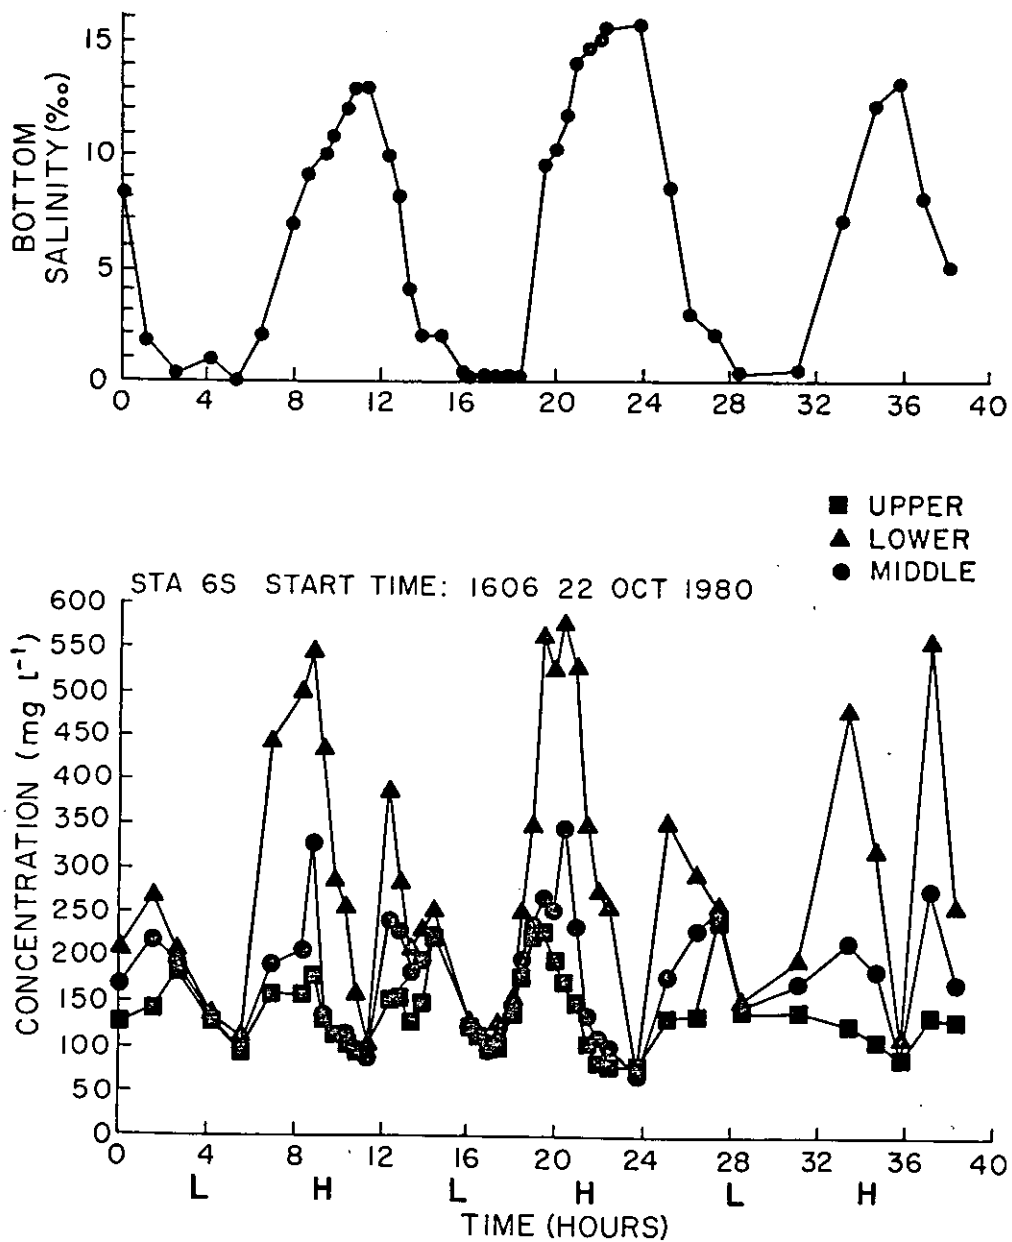 BOTTOM
SALINITY (‰)
15
10
5
0
0 4 8 12 16 20 24 28 32 36 40
■ UPPER
▲ LOWER
● MIDDLE
STA 6S START TIME: 1606 22 OCT 1980
CONCENTRATION (mg L⁻¹)
600
550
500
450
400
350
300
250
200
150
100
50
0
0 4 8 12 16 20 24 28 32 36 40
L H L H L H
TIME (HOURS)